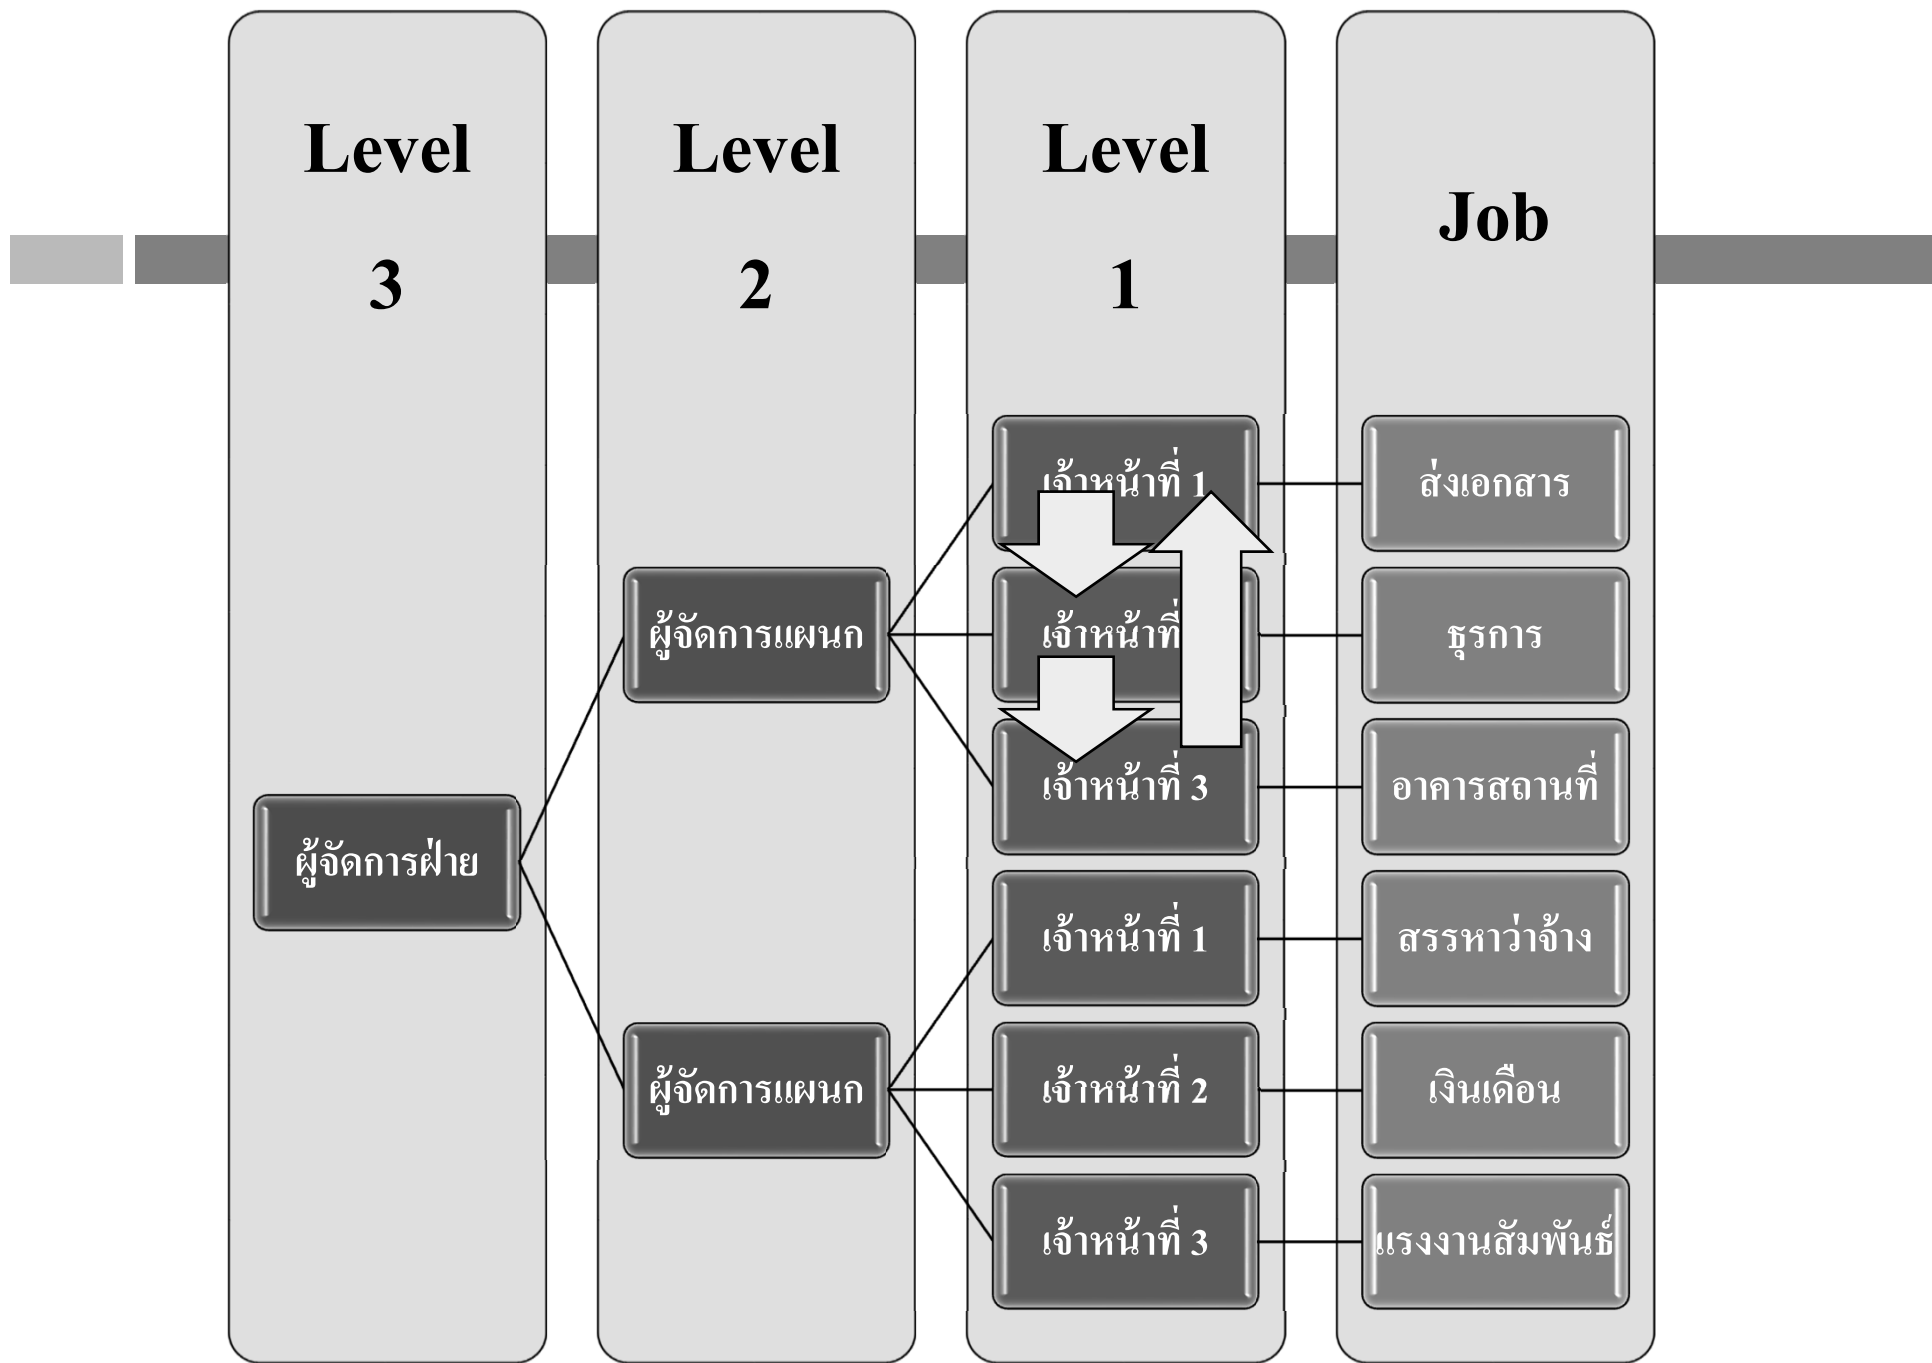 Level
3
Level
2
Level
1
Job
ผู้จัดการฝ่าย
ผู้จัดการแผนก
ผู้จัดการแผนก
เจ้าหน้าที่ 1
เจ้าหน้าที่
เจ้าหน้าที่ 3
เจ้าหน้าที่ 1
เจ้าหน้าที่ 2
เจ้าหน้าที่ 3
ส่งเอกสาร
ธุรการ
อาคารสถานที่
สรรหาว่าจ้าง
เงินเดือน
แรงงานสัมพันธ์